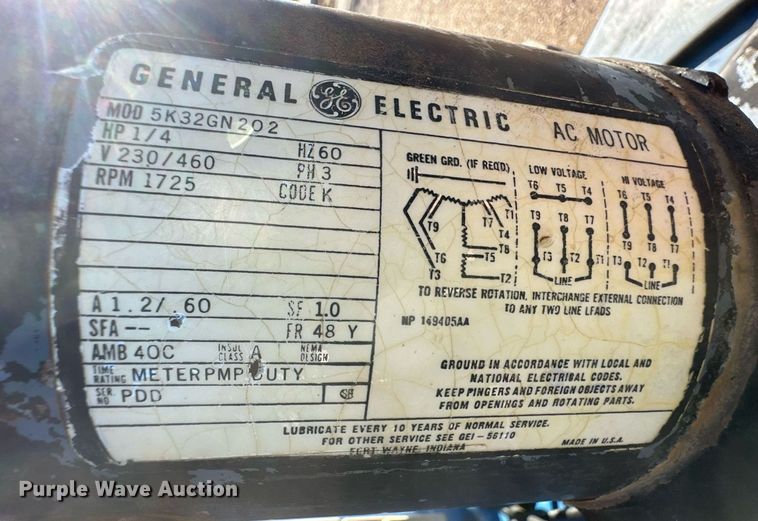 GENERAL GE ELECTRIC AC MOTOR
MOD 5K32GN202
HP 1/4 HZ 60
V 230/460 PH 3
RPM 1725 CODE K
A 1.2/.60 SF 1.0
SFA -- FR 48 Y
AMB 40C INSUL CLASS A NEMA DESIGN
TIME RATING METERPMP DUTY
SER NO PDD SB
GREEN GRD. (IF REQ'D)
T9 T7 T1
T4
T6 T5 T8
T3 T2
LOW VOLTAGE
T6 T5 T4
T9 T8 T7
T3 T2 T1
LINE
HI VOLTAGE
T6 T5 T4
T9 T8 T7
T3 T2 T1
LINE
TO REVERSE ROTATION, INTERCHANGE EXTERNAL CONNECTION
TO ANY TWO LINE LEADS
NP 149405AA
GROUND IN ACCORDANCE WITH LOCAL AND
NATIONAL ELECTRICAL CODES.
KEEP FINGERS AND FOREIGN OBJECTS AWAY
FROM OPENINGS AND ROTATING PARTS.
LUBRICATE EVERY 10 YEARS OF NORMAL SERVICE.
FOR OTHER SERVICE SEE GEI-56110
FORT WAYNE, INDIANA MADE IN U.S.A.
Purple Wave Auction